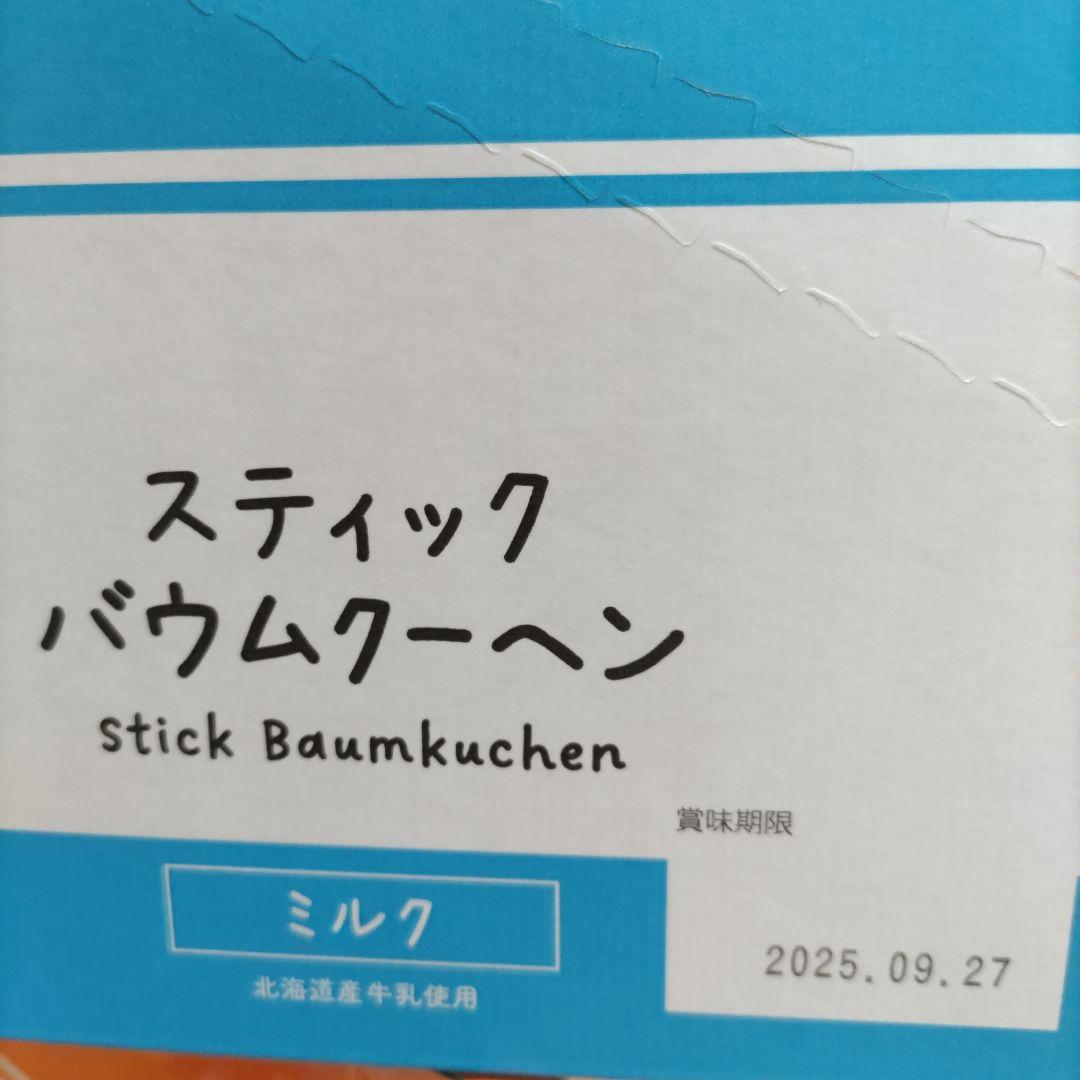 スティック
バウムクーヘン
stick Baumkuchen
賞味期限
ミルク
2025.09.27
北海道産牛乳使用